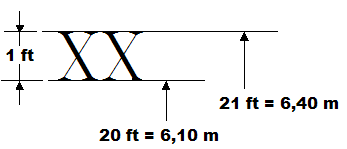 1 ft
XX
21 ft = 6,40 m
20 ft = 6,10 m